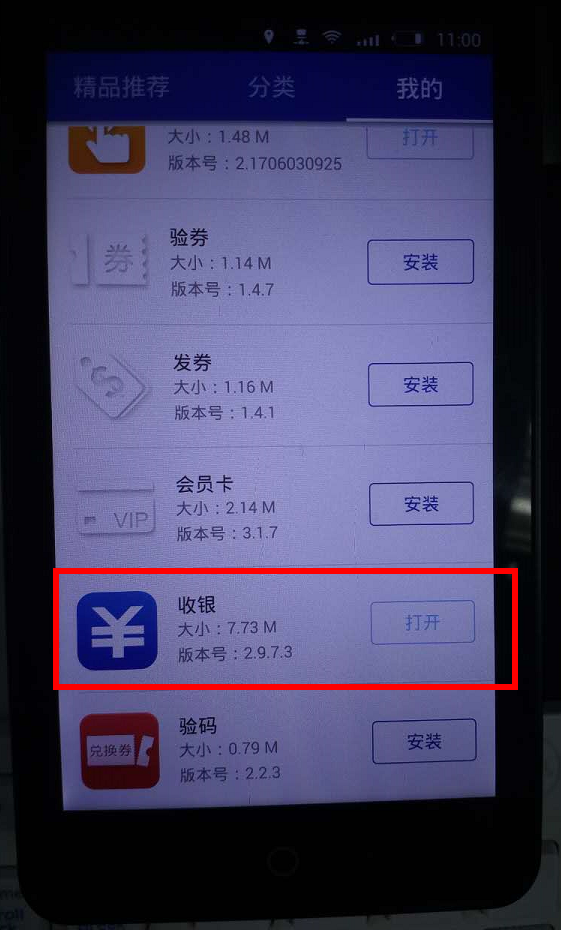 11:00
精品推荐 分类 我的
大小：1.48 M
打开
版本号：2.1706030925
验券
券
大小：1.14 M
安装
版本号：1.4.7
发券
大小：1.16 M
安装
版本号：1.4.1
会员卡
VIP
大小：2.14 M
安装
版本号：3.1.7
收银
¥
大小：7.73 M
打开
版本号：2.9.7.3
验码
兑换券
大小：0.79 M
安装
版本号：2.2.3